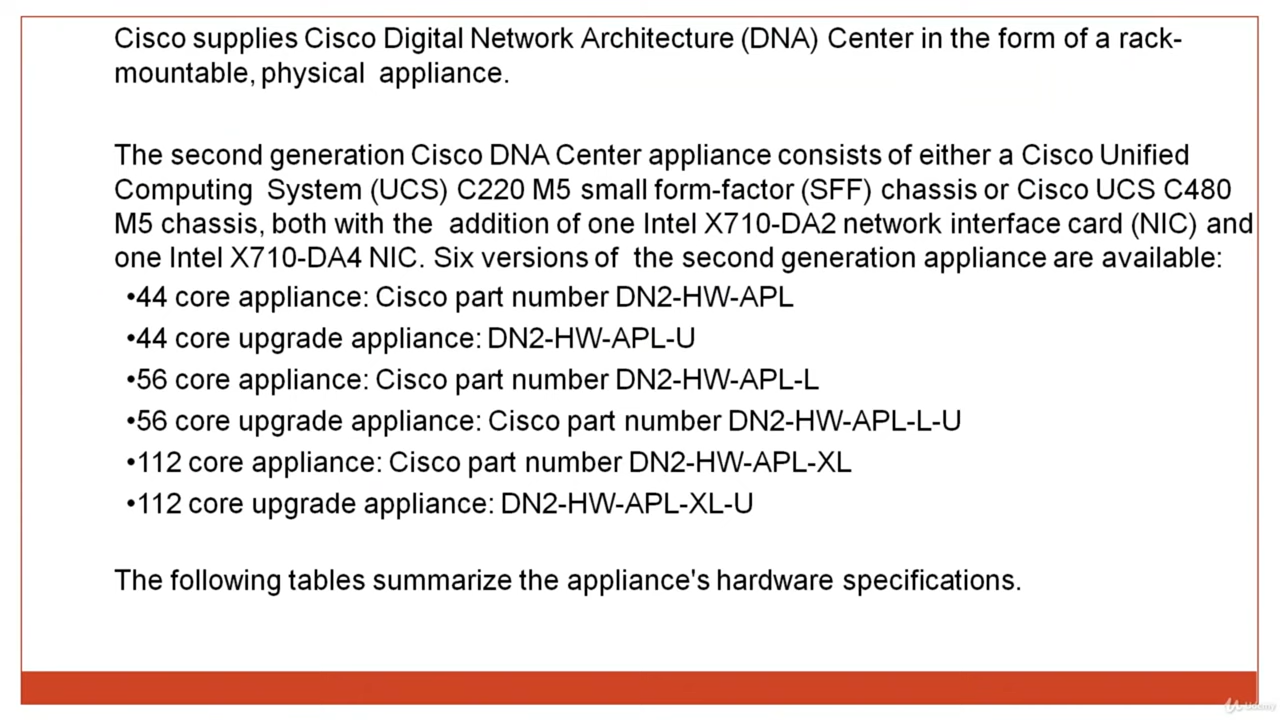 Cisco supplies Cisco Digital Network Architecture (DNA) Center in the form of a rack-
mountable, physical appliance.
The second generation Cisco DNA Center appliance consists of either a Cisco Unified
Computing System (UCS) C220 M5 small form-factor (SFF) chassis or Cisco UCS C480
M5 chassis, both with the addition of one Intel X710-DA2 network interface card (NIC) and
one Intel X710-DA4 NIC. Six versions of the second generation appliance are available:
•44 core appliance: Cisco part number DN2-HW-APL
•44 core upgrade appliance: DN2-HW-APL-U
•56 core appliance: Cisco part number DN2-HW-APL-L
•56 core upgrade appliance: Cisco part number DN2-HW-APL-L-U
•112 core appliance: Cisco part number DN2-HW-APL-XL
•112 core upgrade appliance: DN2-HW-APL-XL-U
The following tables summarize the appliance's hardware specifications.
Udemy